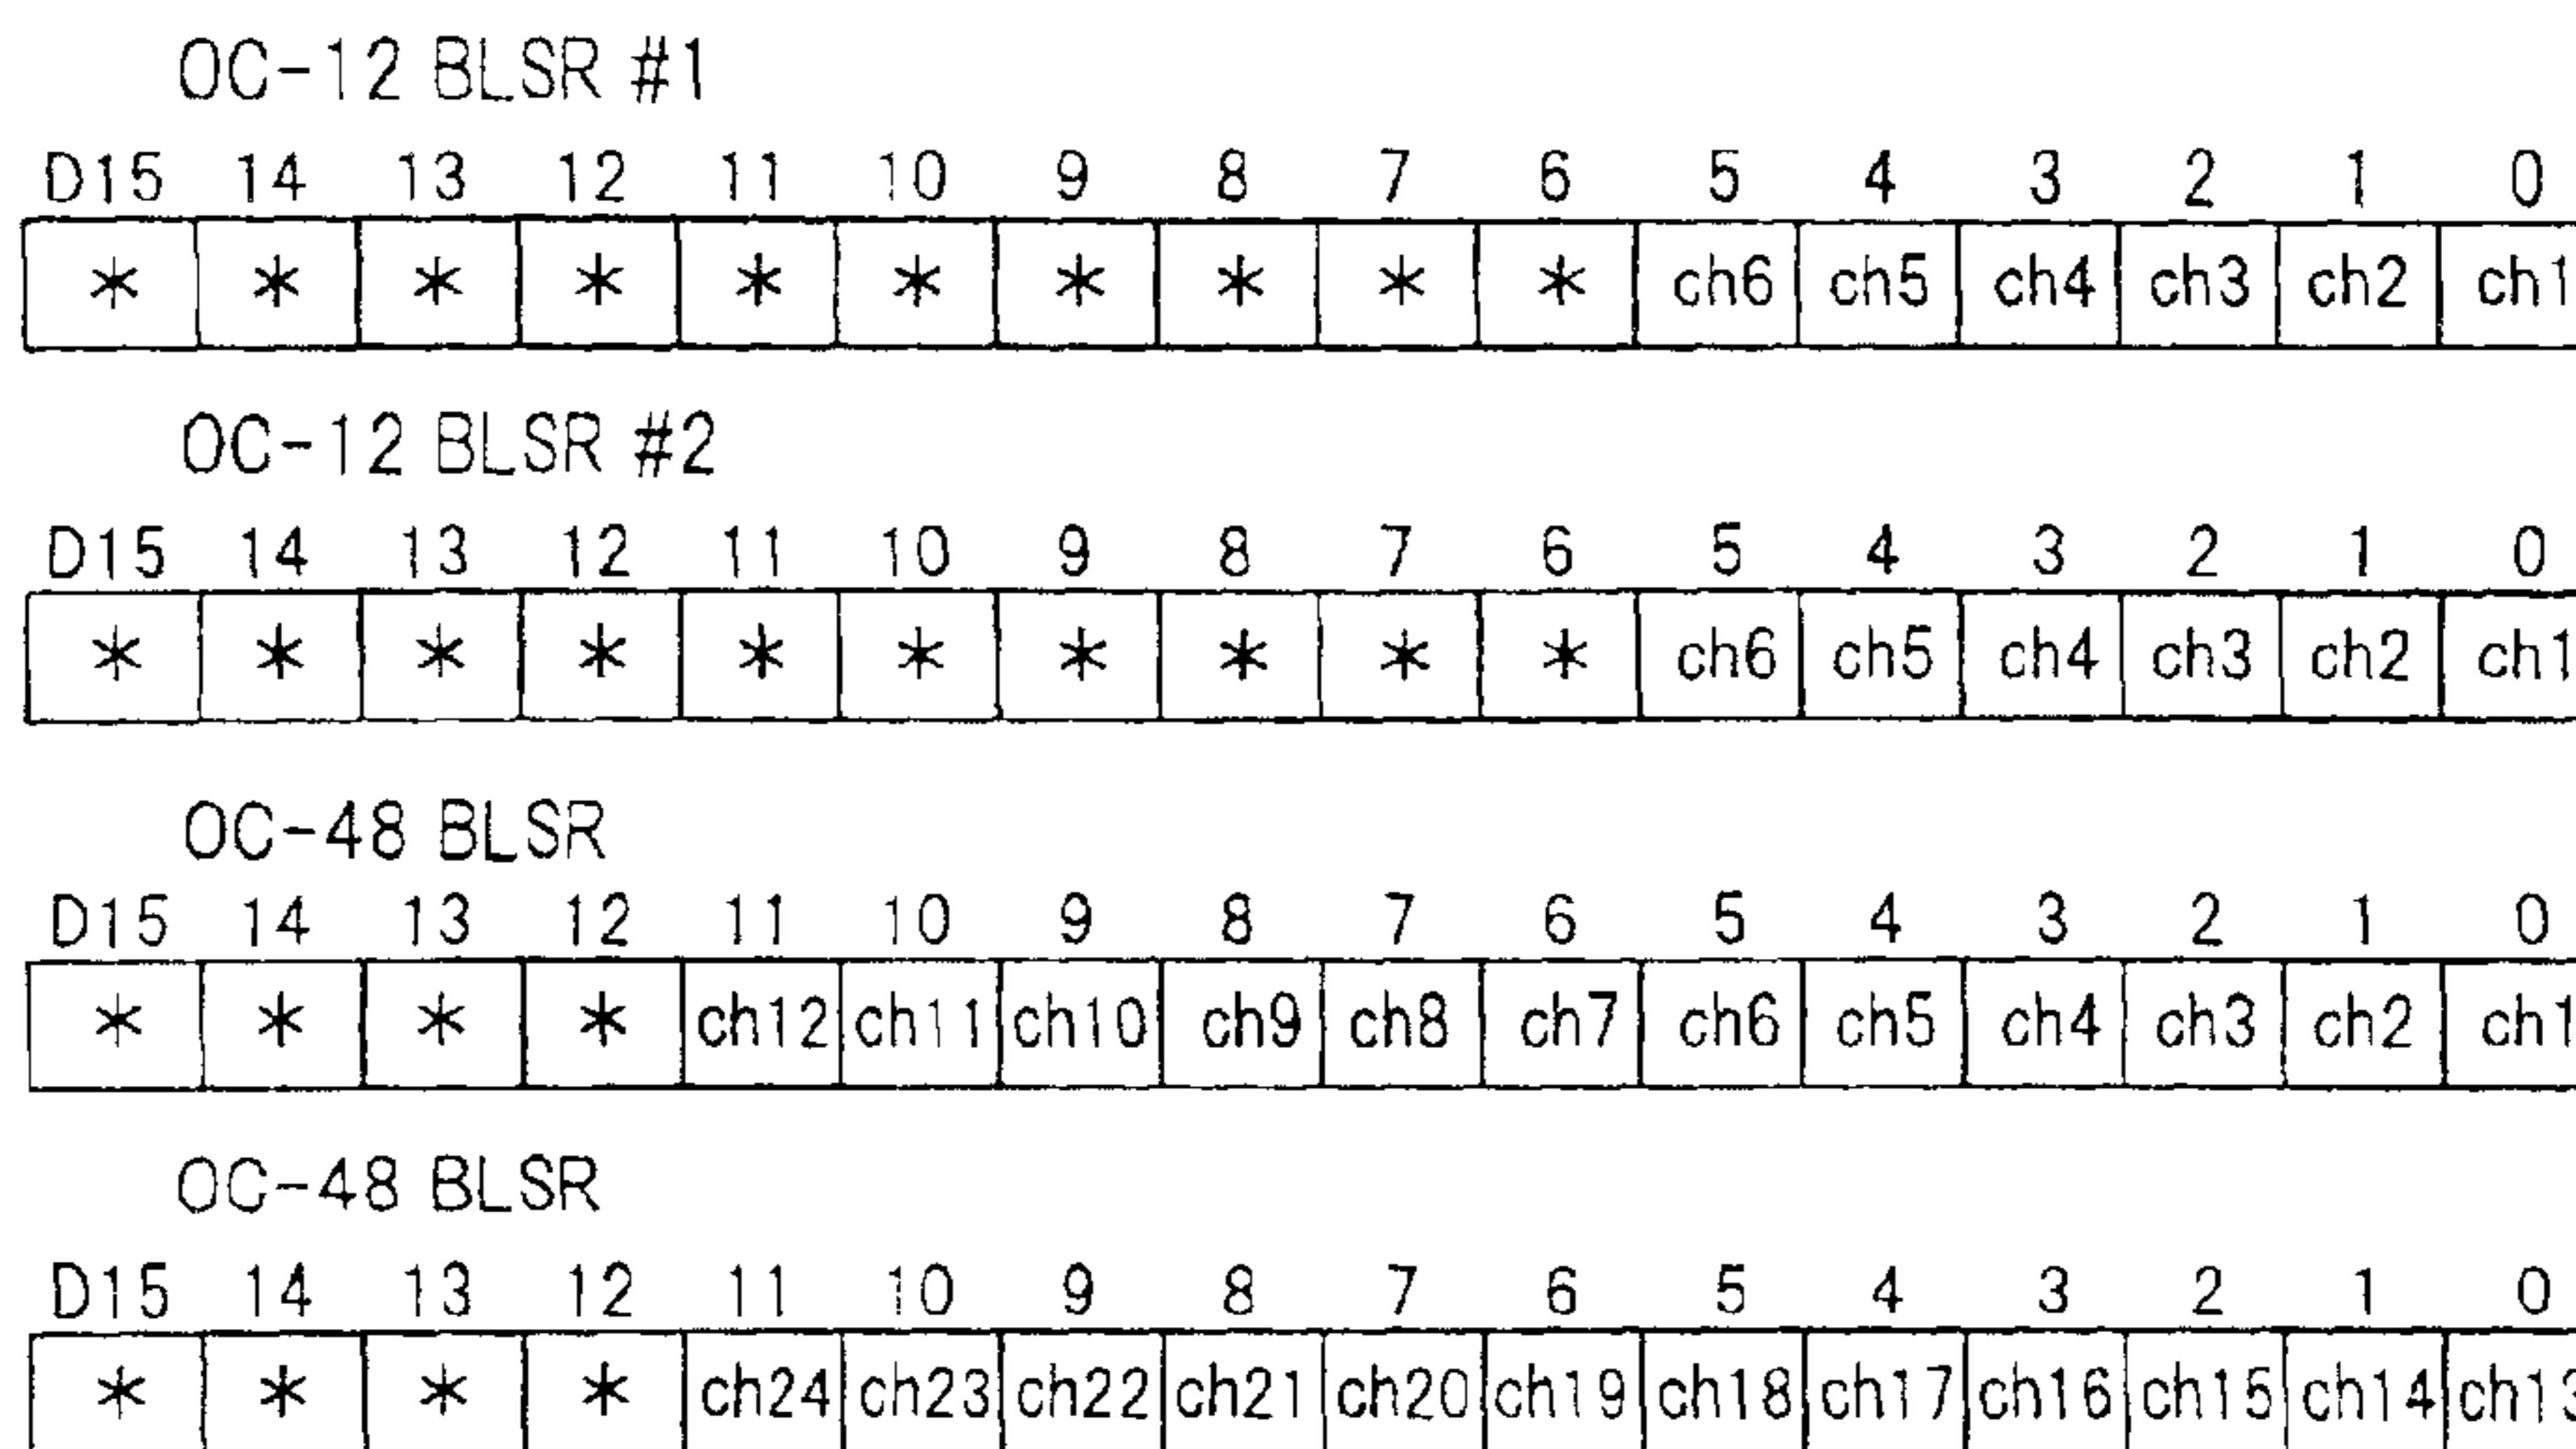 OC-12 BLSR #1
D15 14 13 12 11 10 9 8 7 6 5 4 3 2 1 0
* * * * * * * * * * ch6 ch5 ch4 ch3 ch2 ch1
OC-12 BLSR #2
D15 14 13 12 11 10 9 8 7 6 5 4 3 2 1 0
* * * * * * * * * * ch6 ch5 ch4 ch3 ch2 ch1
OC-48 BLSR
D15 14 13 12 11 10 9 8 7 6 5 4 3 2 1 0
* * * * ch12 ch11 ch10 ch9 ch8 ch7 ch6 ch5 ch4 ch3 ch2 ch1
OC-48 BLSR
D15 14 13 12 11 10 9 8 7 6 5 4 3 2 1 0
* * * * ch24 ch23 ch22 ch21 ch20 ch19 ch18 ch17 ch16 ch15 ch14 ch13